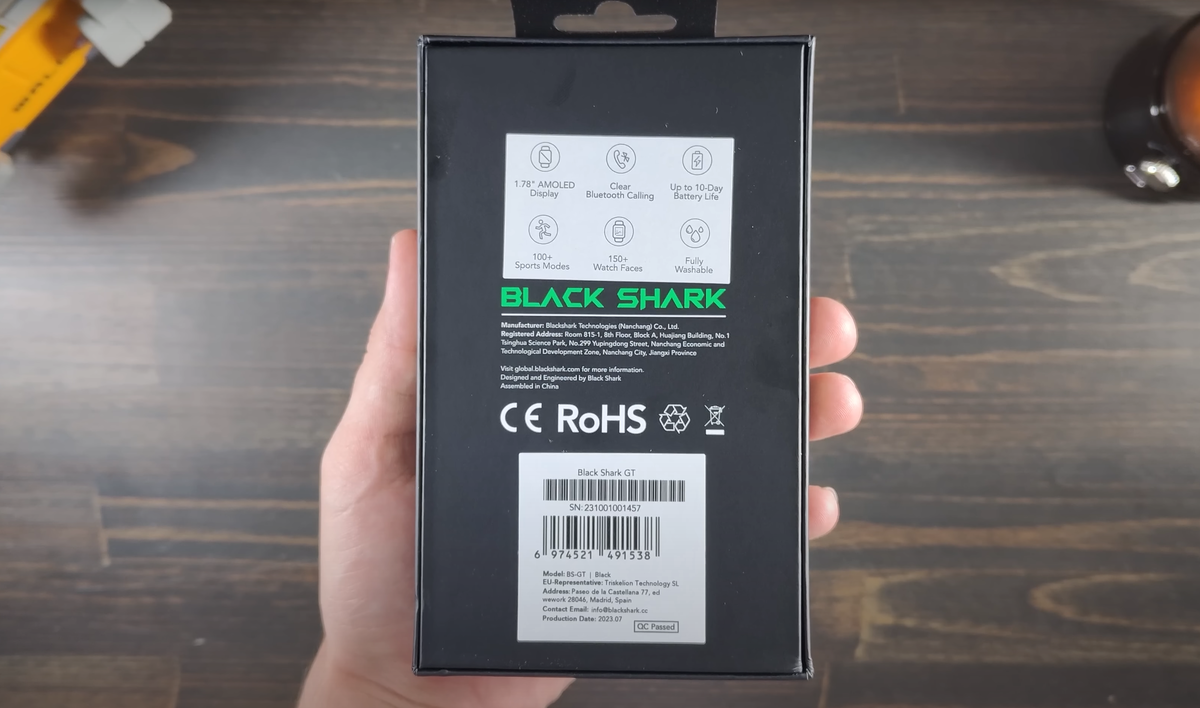 1.78" AMOLED
Display
Clear
Bluetooth Calling
Up to 10-Day
Battery Life
100+
Sports Modes
150+
Watch Faces
Fully
Washable
BLACK SHARK
Manufacturer: Blackshark Technologies (Nanchang) Co., Ltd.
Registered Address: Room 815-1, 8th Floor, Block A, Huajiang Building, No.1
Tsinghua Science Park, No.299 Yupingdong Street, Nanchang Economic and
Technological Development Zone, Nanchang City, Jiangxi Province
Visit global.blackshark.com for more information.
Designed and Engineered by Black Shark
Assembled in China
CE RoHS
Black Shark GT
SN: 231001001457
6 974521 491538
Model: BS-GT | Black
EU-Representative: Triskelion Technology SL
Address: Paseo de la Castellana 77, ed
wework 28046, Madrid, Spain
Contact Email: info@blackshark.cc
Production Date: 2023.07
QC Passed